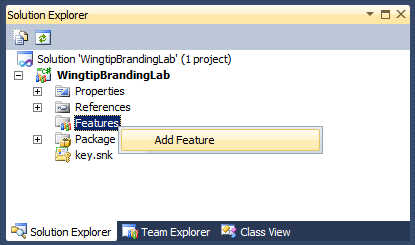 Solution Explorer
Solution 'WingtipBrandingLab' (1 project)
WingtipBrandingLab
Properties
References
Features
Add Feature
Package
key.snk
Solution Explorer Team Explorer Class View